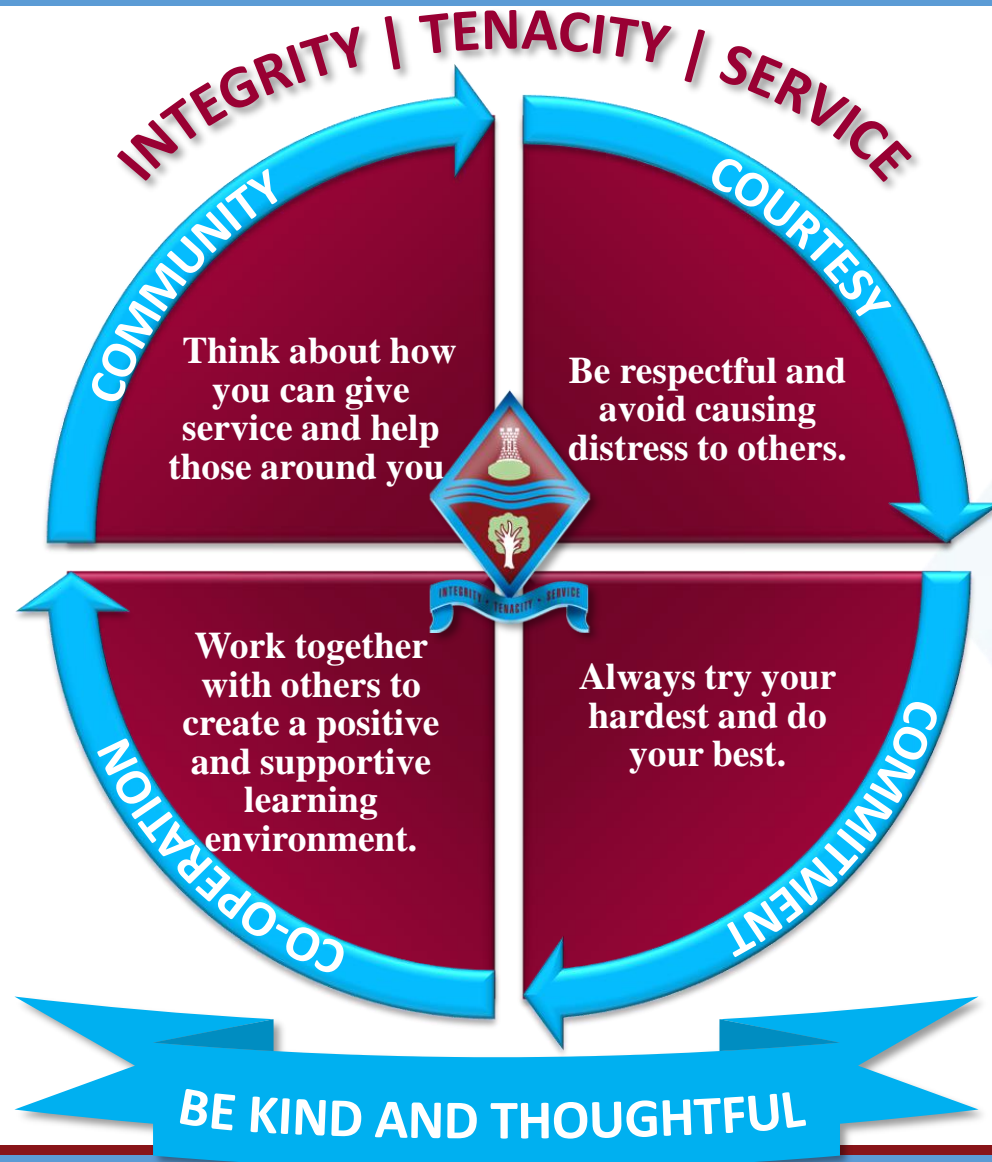 INTEGRITY | TENACITY | SERVICE
COMMUNITY
Think about how
you can give
service and help
those around you
COURTESY
Be respectful and
avoid causing
distress to others.
INTEGRITY • TENACITY • SERVICE
CO-OPERATION
Work together
with others to
create a positive
and supportive
learning
environment.
COMMITMENT
Always try your
hardest and do
your best.
BE KIND AND THOUGHTFUL